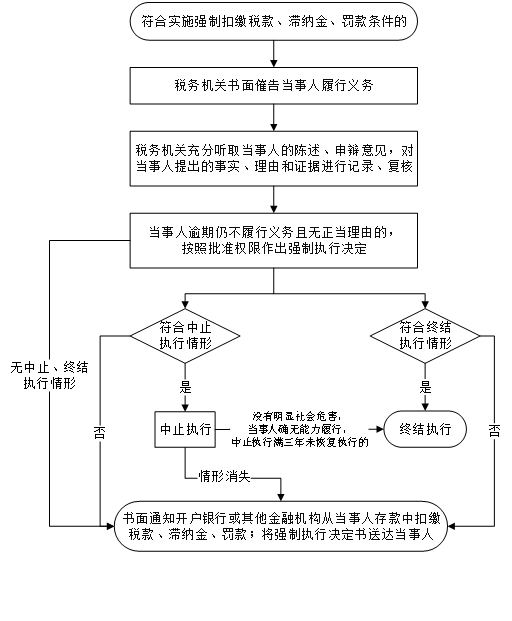 符合实施强制扣缴税款、滞纳金、罚款条件的
税务机关书面催告当事人履行义务
税务机关充分听取当事人的陈述、申辩意见，对
当事人提出的事实、理由和证据进行记录、复核
当事人逾期仍不履行义务且无正当理由的，
按照批准权限作出强制执行决定
符合中止
执行情形
符合终结
执行情形
无中止、终结
执行情形
是
是
否
没有明显社会危害，
当事人确无能力履行，
中止执行满三年未恢复执行的
中止执行
终结执行
否
情形消失
书面通知开户银行或其他金融机构从当事人存款中扣缴
税款、滞纳金、罚款；将强制执行决定书送达当事人